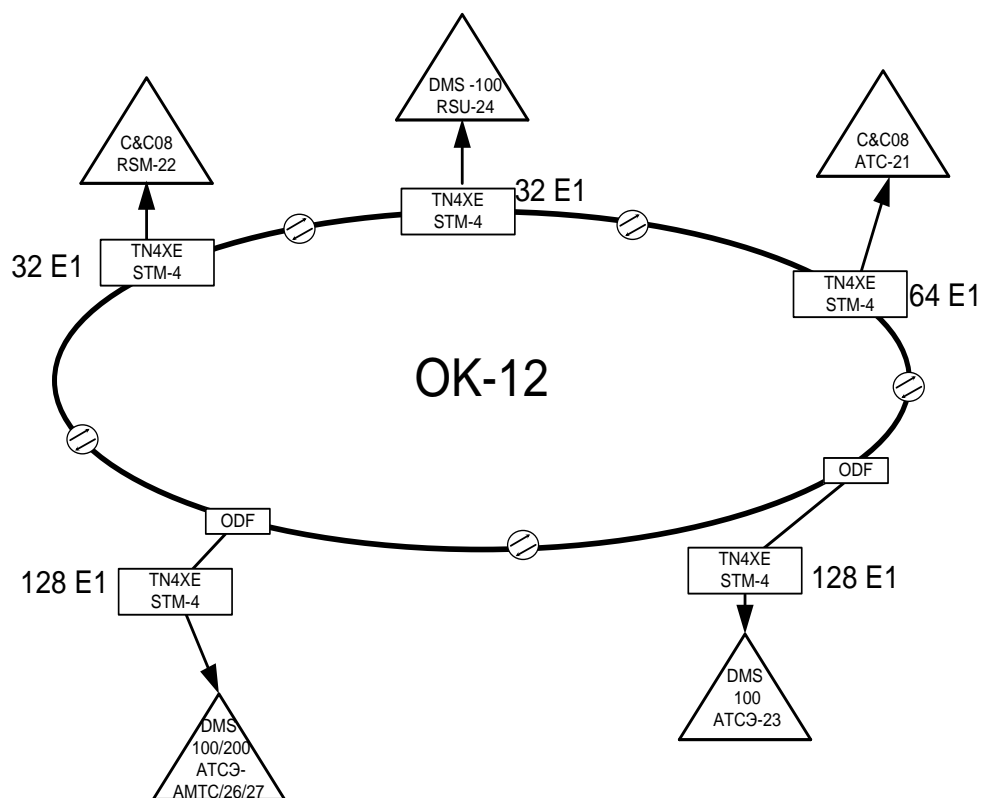 DMS -100
RSU-24
C&C08
RSM-22
C&C08
АТС-21
TN4XE
STM-4
32 E1
TN4XE
STM-4
32 E1
TN4XE
STM-4
64 E1
OK-12
ODF
ODF
TN4XE
STM-4
128 E1
TN4XE
STM-4
128 E1
DMS
100
АТСЭ-23
DMS
100/200
АТСЭ-
АМТС/26/27